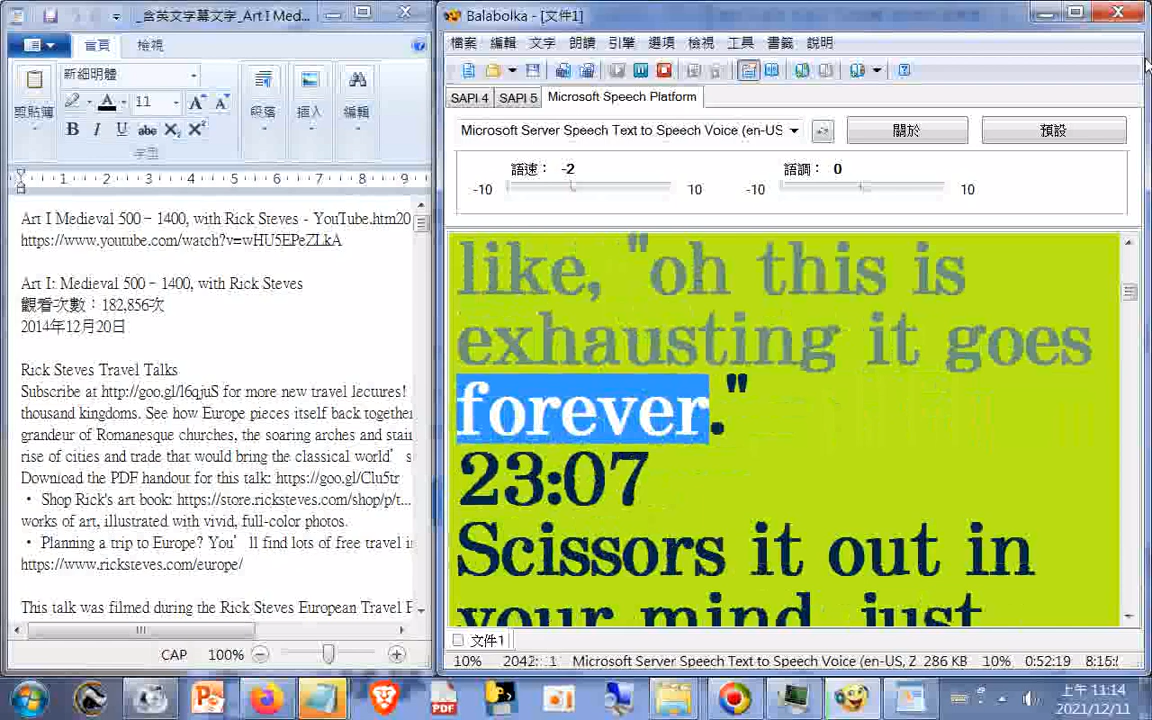 _含英文字幕文字_Art I Med...
首頁
檢視
剪貼簿
新細明體
11
B I U abc X X
字型
段落
插入
編輯
1 2 3 4 5 6 7 8 9
Art I Medieval 500－1400, with Rick Steves - YouTube.htm20
https://www.youtube.com/watch?v=wHU5EPeZLkA
Art I: Medieval 500－1400, with Rick Steves
觀看次數：182,856次
2014年12月20日
Rick Steves Travel Talks
Subscribe at http://goo.gl/l6qjuS for more new travel lectures!
thousand kingdoms. See how Europe pieces itself back together
grandeur of Romanesque churches, the soaring arches and stain
rise of cities and trade that would bring the classical world’s
Download the PDF handout for this talk: https://goo.gl/Clu5tr
• Shop Rick's art book: https://store.ricksteves.com/shop/p/t...
works of art, illustrated with vivid, full-color photos.
• Planning a trip to Europe? You’ll find lots of free travel i
https://www.ricksteves.com/europe/
This talk was filmed during the Rick Steves European Travel F
CAP 100%
Balabolka - [文件1]
檔案 編輯 文字 朗讀 引擎 選項 檢視 工具 書籤 說明
SAPI 4 SAPI 5 Microsoft Speech Platform
Microsoft Server Speech Text to Speech Voice (en-US
關於
預設
語速： -2
語調： 0
-10 10 -10 10
like, "oh this is
exhausting it goes
forever."
23:07
Scissors it out in
your mind, just
文件1
10% 2042: 1 Microsoft Server Speech Text to Speech Voice (en-US, Z 286 KB 10% 0:52:19 8:15:
PDF
上午 11:14
2021/12/11